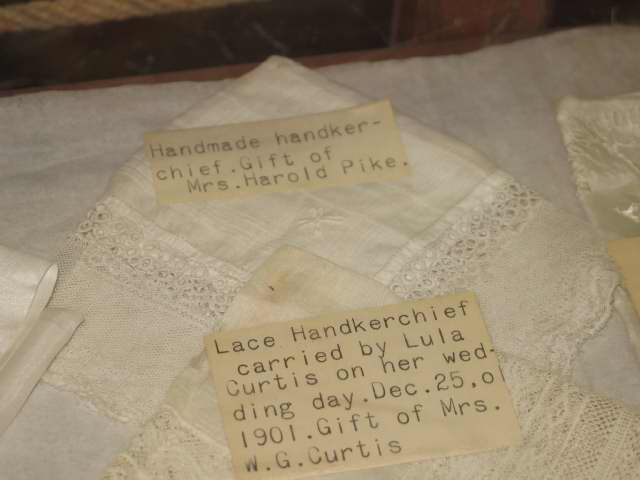 Handmade handker-
chief.Gift of
Mrs.Harold Pike.
Lace Handkerchief
carried by Lula
Curtis on her wed-
ding day.Dec.25,o
1901.Gift of Mrs.
W.G.Curtis